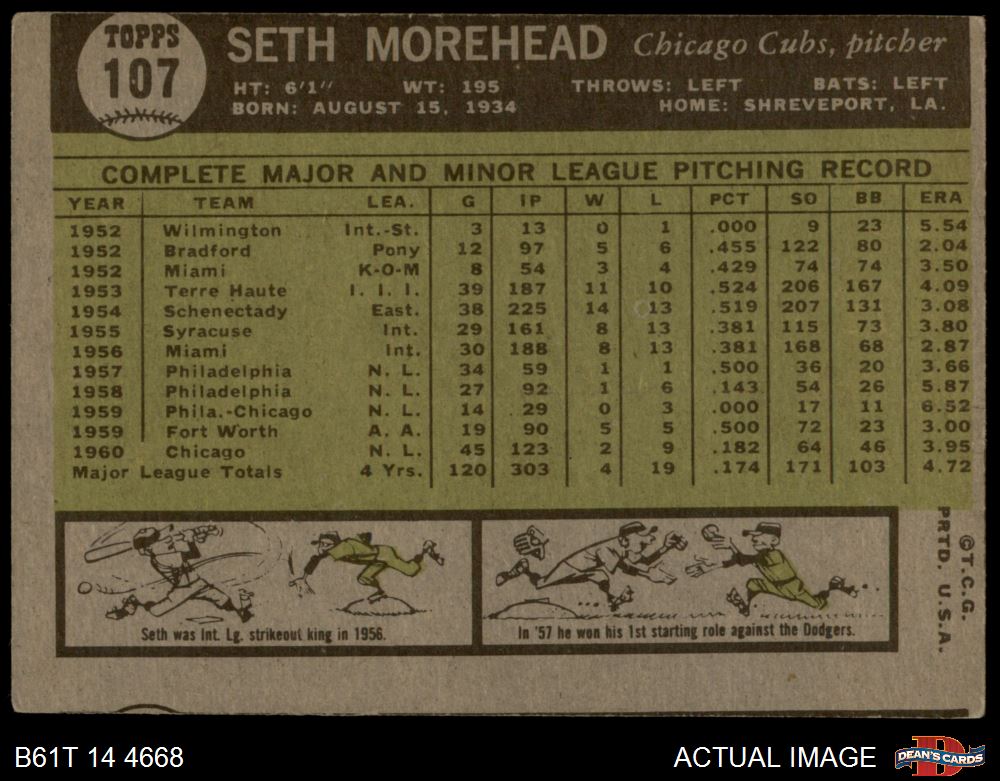 TOPPS
107
SETH MOREHEAD Chicago Cubs, pitcher
HT: 6'1" WT: 195 THROWS: LEFT BATS: LEFT
BORN: AUGUST 15, 1934 HOME: SHREVEPORT, LA.
COMPLETE MAJOR AND MINOR LEAGUE PITCHING RECORD
YEAR TEAM LEA. G IP W L PCT SO BB ERA
1952 Wilmington Int.-St. 3 13 0 1 .000 9 23 5.54
1952 Bradford Pony 12 97 5 6 .455 122 80 2.04
1952 Miami K-O-M 8 54 3 4 .429 74 74 3.50
1953 Terre Haute I. I. I. 39 187 11 10 .524 206 167 4.09
1954 Schenectady East. 38 225 14 13 .519 207 131 3.08
1955 Syracuse Int. 29 161 8 13 .381 115 73 3.80
1956 Miami Int. 30 188 8 13 .381 168 68 2.87
1957 Philadelphia N. L. 34 59 1 1 .500 36 20 3.66
1958 Philadelphia N. L. 27 92 1 6 .143 54 26 5.87
1959 Phila.-Chicago N. L. 14 29 0 3 .000 17 11 6.52
1959 Fort Worth A. A. 19 90 5 5 .500 72 23 3.00
1960 Chicago N. L. 45 123 2 9 .182 64 46 3.95
Major League Totals 4 Yrs. 120 303 4 19 .174 171 103 4.72
Seth was Int. Lg. strikeout king in 1956.
In '57 he won his 1st starting role against the Dodgers.
©T.C.G.
PRTD. U.S.A.
B61T 14 4668
ACTUAL IMAGE
D
DEAN'S CARDS